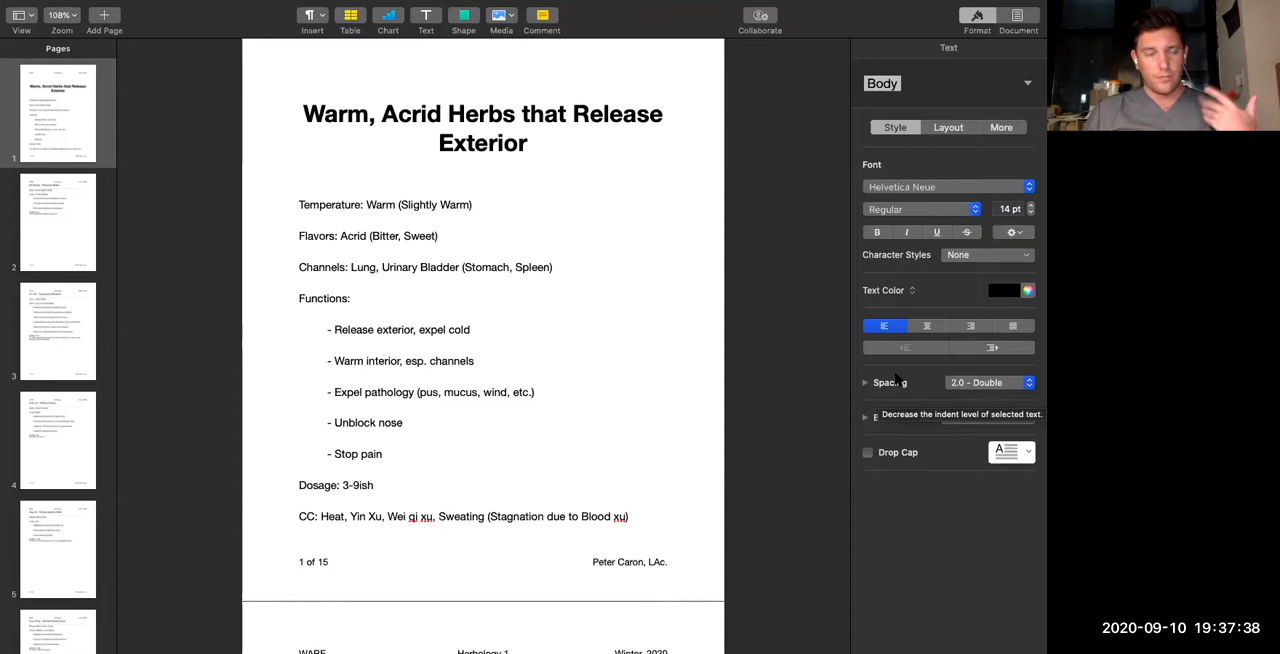 View
108%
Zoom
Add Page
Insert
Table
Chart
Text
Shape
Media
Comment
Collaborate
Format
Document
Pages
Text
1
2
3
4
5
Warm, Acrid Herbs that Release
Exterior
Temperature: Warm (Slightly Warm)
Flavors: Acrid (Bitter, Sweet)
Channels: Lung, Urinary Bladder (Stomach, Spleen)
Functions:
- Release exterior, expel cold
- Warm interior, esp. channels
- Expel pathology (pus, mucus, wind, etc.)
- Unblock nose
- Stop pain
Dosage: 3-9ish
CC: Heat, Yin Xu, Wei qi xu, Sweating (Stagnation due to Blood xu)
1 of 15
Peter Caron, LAc.
Herbology 1
Winter, 2020
Body
Style
Layout
More
Font
Helvetica Neue
Regular
14 pt
B
I
U
S
Character Styles
None
Text Color
Spacing
2.0 - Double
Decrease the indent level of selected text.
Drop Cap
A
2020-09-10 19:37:38